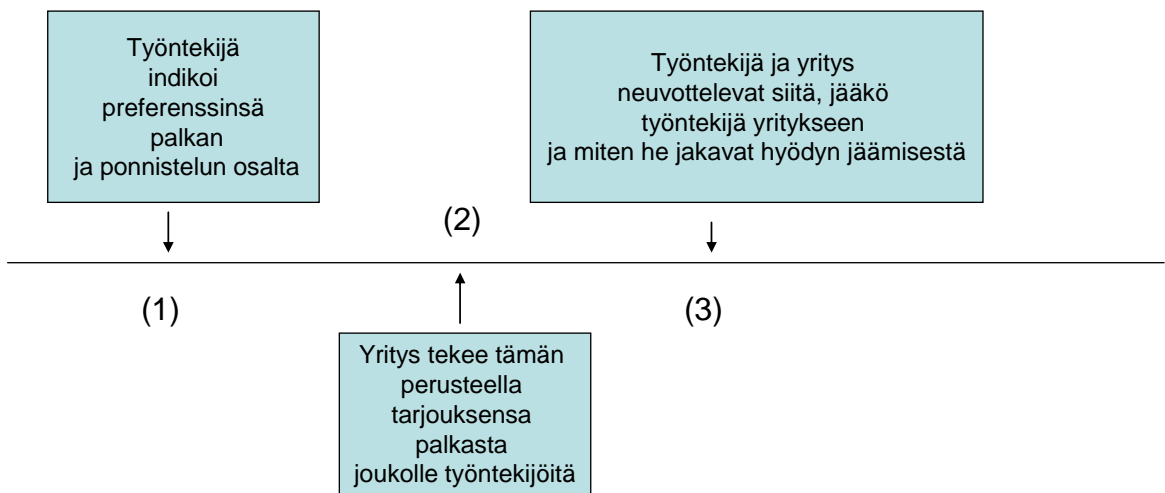 Työntekijä
indikoi
preferenssinsä
palkan
ja ponnistelun osalta
Työntekijä ja yritys
neuvottelevat siitä, jääkö
työntekijä yritykseen
ja miten he jakavat hyödyn jäämisestä
(2)
(1)
(3)
Yritys tekee tämän
perusteella
tarjouksensa
palkasta
joukolle työntekijöitä